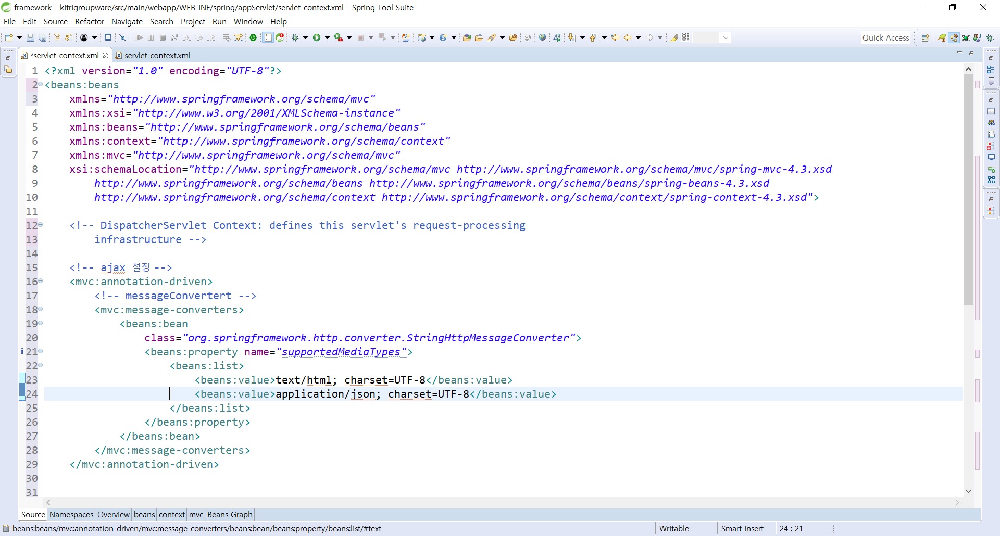 framework - kitrigroupware/src/main/webapp/WEB-INF/spring/appServlet/servlet-context.xml - Spring Tool Suite
File Edit Source Refactor Navigate Search Project Run Window Help
Quick Access
*servlet-context.xml servlet-context.xml
1 <?xml version="1.0" encoding="UTF-8"?>
2 <beans:beans
3 xmlns="http://www.springframework.org/schema/mvc"
4 xmlns:xsi="http://www.w3.org/2001/XMLSchema-instance"
5 xmlns:beans="http://www.springframework.org/schema/beans"
6 xmlns:context="http://www.springframework.org/schema/context"
7 xmlns:mvc="http://www.springframework.org/schema/mvc"
8 xsi:schemaLocation="http://www.springframework.org/schema/mvc http://www.springframework.org/schema/mvc/spring-mvc-4.3.xsd
9 http://www.springframework.org/schema/beans http://www.springframework.org/schema/beans/spring-beans-4.3.xsd
10 http://www.springframework.org/schema/context http://www.springframework.org/schema/context/spring-context-4.3.xsd">
11
12 <!-- DispatcherServlet Context: defines this servlet's request-processing
13 infrastructure -->
14
15 <!-- ajax 설정 -->
16 <mvc:annotation-driven>
17 <!-- messageConvertert -->
18 <mvc:message-converters>
19 <beans:bean
20 class="org.springframework.http.converter.StringHttpMessageConverter">
21 <beans:property name="supportedMediaTypes">
22 <beans:list>
23 <beans:value>text/html; charset=UTF-8</beans:value>
24 <beans:value>application/json; charset=UTF-8</beans:value>
25 </beans:list>
26 </beans:property>
27 </beans:bean>
28 </mvc:message-converters>
29 </mvc:annotation-driven>
30
31
Source Namespaces Overview beans context mvc Beans Graph
beans:beans/mvc:annotation-driven/mvc:message-converters/beans:bean/beans:property/beans:list/#text Writable Smart Insert 24 : 21